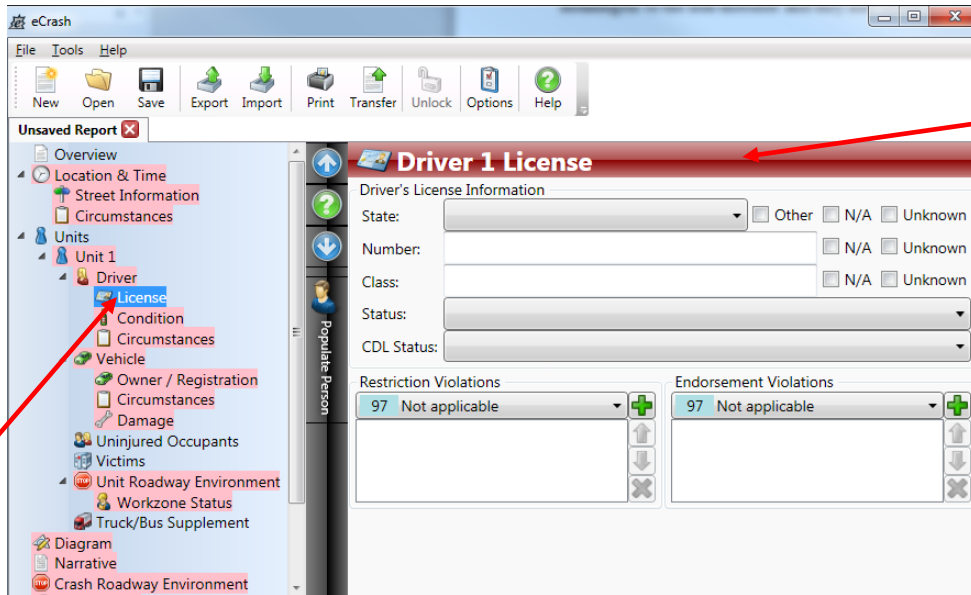 eCrash
File Tools Help
New Open Save Export Import Print Transfer Unlock Options Help
Unsaved Report
Overview
Location & Time
Street Information
Circumstances
Units
Unit 1
Driver
License
Condition
Circumstances
Vehicle
Owner / Registration
Circumstances
Damage
Uninjured Occupants
Victims
Unit Roadway Environment
Workzone Status
Truck/Bus Supplement
Diagram
Narrative
Crash Roadway Environment
Populate Person
Driver 1 License
Driver's License Information
State: Other N/A Unknown
Number: N/A Unknown
Class: N/A Unknown
Status:
CDL Status:
Restriction Violations Endorsement Violations
97 Not applicable 97 Not applicable